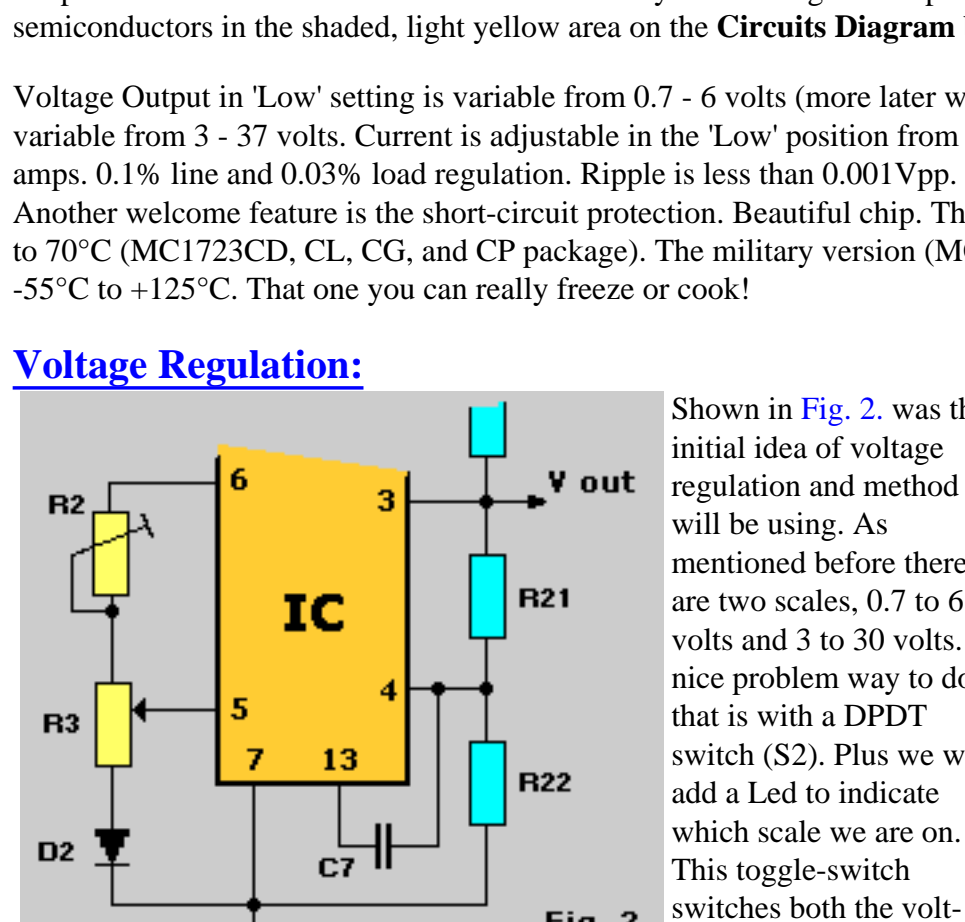 semiconductors in the shaded, light yellow area on the Circuits Diagram
Voltage Output in 'Low' setting is variable from 0.7 - 6 volts (more later w
variable from 3 - 37 volts. Current is adjustable in the 'Low' position from
amps. 0.1% line and 0.03% load regulation. Ripple is less than 0.001Vpp.
Another welcome feature is the short-circuit protection. Beautiful chip. Th
to 70°C (MC1723CD, CL, CG, and CP package). The military version (MC
-55°C to +125°C. That one you can really freeze or cook!
Voltage Regulation:
6
3
V out
R2
IC
R21
4
5
R3
7 13
R22
D2
C7
Fig. 2
Shown in Fig. 2. was th
initial idea of voltage
regulation and method
will be using. As
mentioned before there
are two scales, 0.7 to 6
volts and 3 to 30 volts.
nice problem way to do
that is with a DPDT
switch (S2). Plus we w
add a Led to indicate
which scale we are on.
This toggle-switch
switches both the volt-